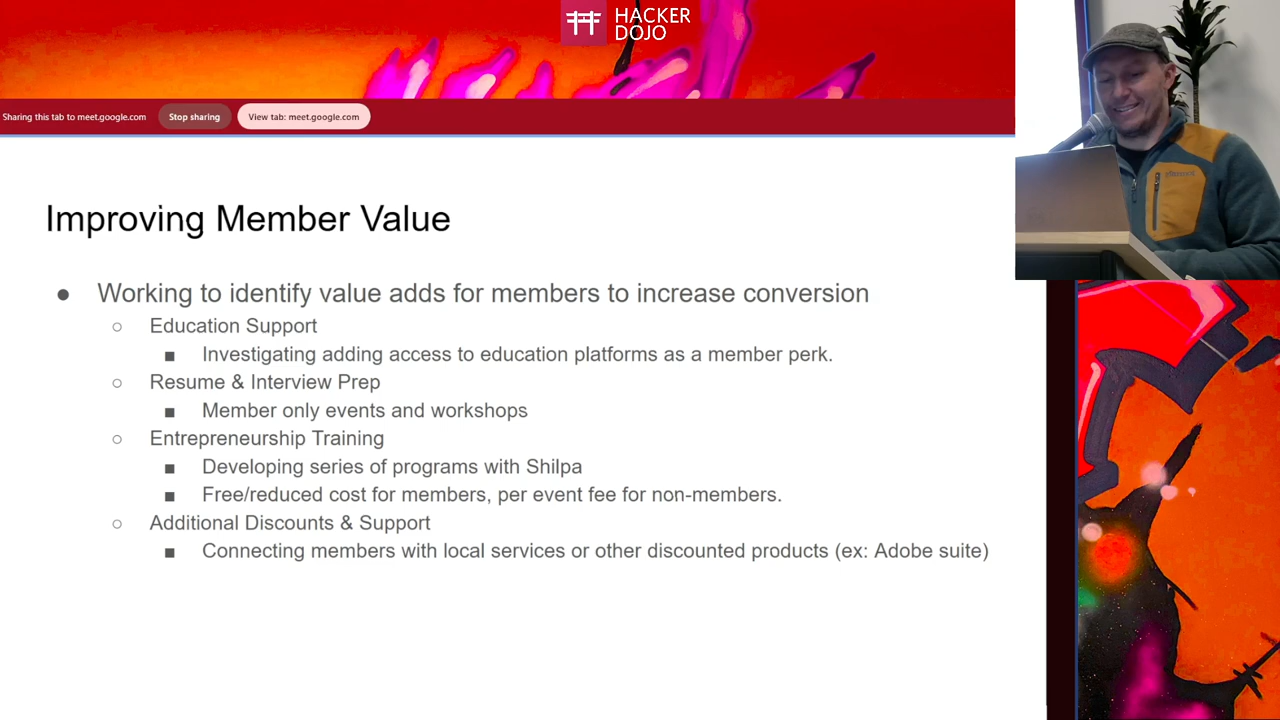 HACKER
DOJO
Sharing this tab to meet.google.com Stop sharing View tab: meet.google.com
Improving Member Value
● Working to identify value adds for members to increase conversion
○ Education Support
■ Investigating adding access to education platforms as a member perk.
○ Resume & Interview Prep
■ Member only events and workshops
○ Entrepreneurship Training
■ Developing series of programs with Shilpa
■ Free/reduced cost for members, per event fee for non-members.
○ Additional Discounts & Support
■ Connecting members with local services or other discounted products (ex: Adobe suite)